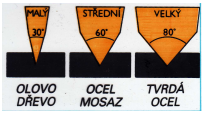 MALÝ
30°
OLOVO
DŘEVO
STŘEDNÍ
60°
OCEL
MOSAZ
VELKÝ
80°
TVRDÁ
OCEL